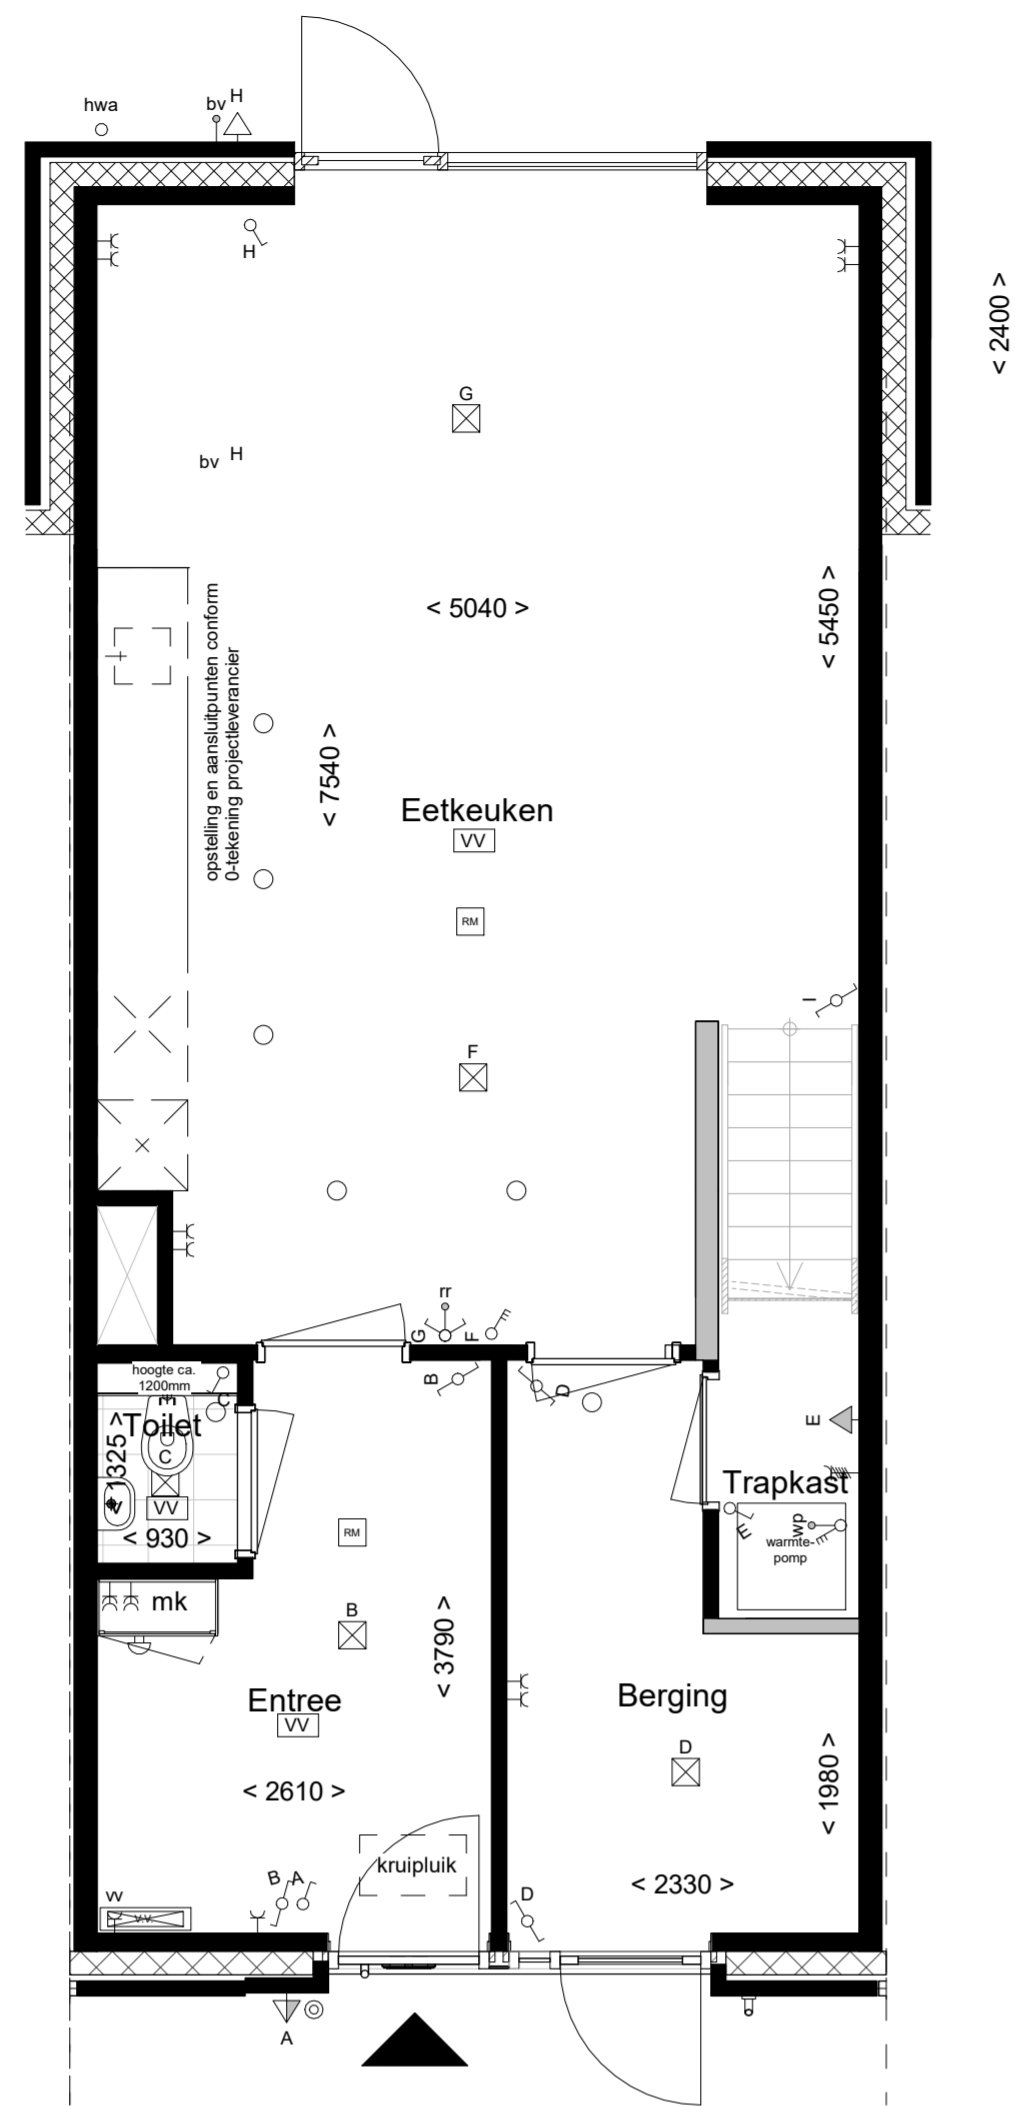 hwa
bv H
H
< 2400 >
G
bv H
< 5040 >
< 5450 >
opstelling en aansluitpunten conform
0-tekening projectleverancier
< 7540 >
Eetkeuken
VV
RM
I
F
rr
G
F
E
B
D
hoogte ca.
1200mm
C
Toilet
< 1325 >
C
VV
< 930 >
E
Trapkast
E
wp
warmte-
pomp
RM
mk
B
< 3790 >
Entree
VV
Berging
D
< 2610 >
< 1980 >
kruipluik
< 2330 >
B A
D
VV
V.V.
A